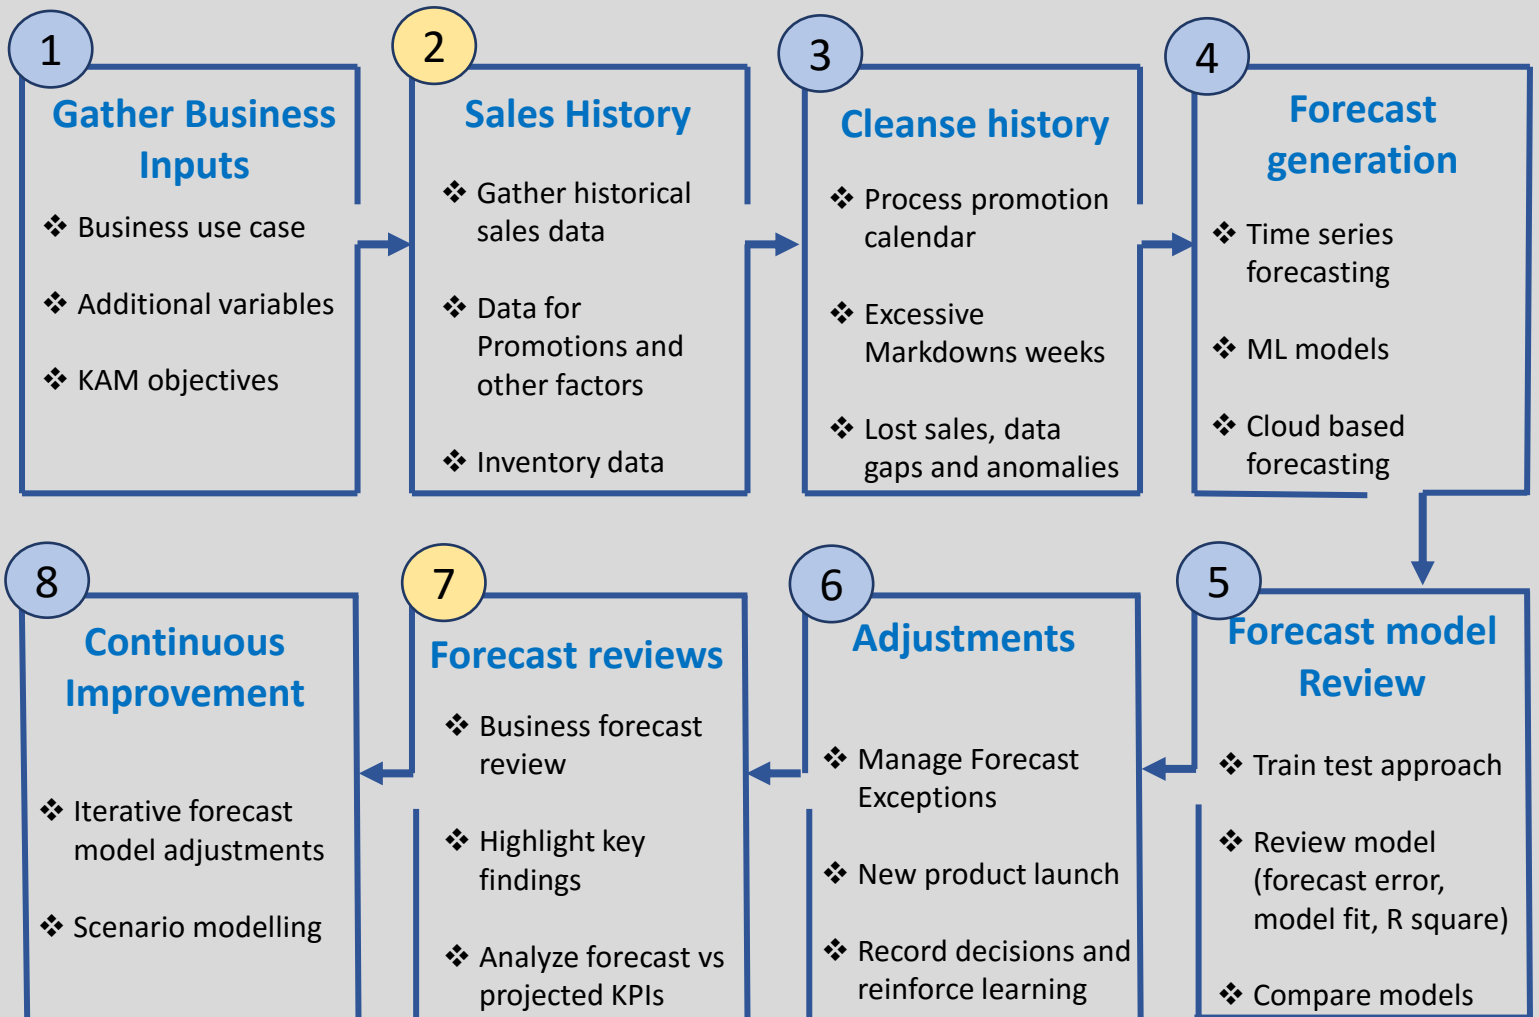 1
Gather Business
Inputs
❖ Business use case
❖ Additional variables
❖ KAM objectives
2
Sales History
❖ Gather historical
sales data
❖ Data for
Promotions and
other factors
❖ Inventory data
3
Cleanse history
❖ Process promotion
calendar
❖ Excessive
Markdowns weeks
❖ Lost sales, data
gaps and anomalies
4
Forecast
generation
❖ Time series
forecasting
❖ ML models
❖ Cloud based
forecasting
5
Forecast model
Review
❖ Train test approach
❖ Review model
(forecast error,
model fit, R square)
❖ Compare models
6
Adjustments
❖ Manage Forecast
Exceptions
❖ New product launch
❖ Record decisions and
reinforce learning
7
Forecast reviews
❖ Business forecast
review
❖ Highlight key
findings
❖ Analyze forecast vs
projected KPIs
8
Continuous
Improvement
❖ Iterative forecast
model adjustments
❖ Scenario modelling